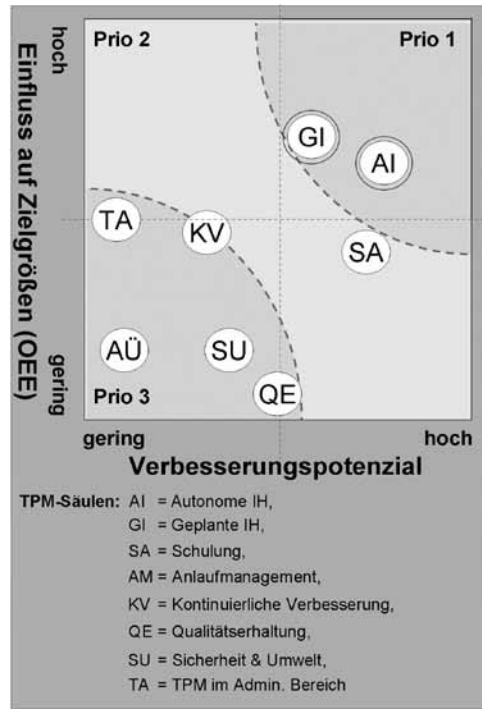 Prio 2
Prio 1
hoch
Einfluss auf Zielgrößen (OEE)
GI
AI
TA
KV
SA
AÜ
SU
QE
gering
Prio 3
gering hoch
Verbesserungspotenzial
TPM-Säulen: AI = Autonome IH,
GI = Geplante IH,
SA = Schulung,
AM = Anlaufmanagement,
KV = Kontinuierliche Verbesserung,
QE = Qualitätserhaltung,
SU = Sicherheit & Umwelt,
TA = TPM im Admin. Bereich